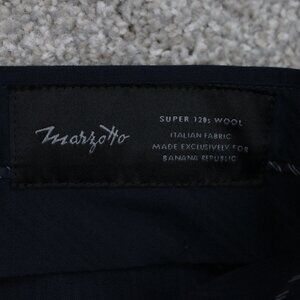 marzotto
SUPER 120s WOOL
ITALIAN FABRIC
MADE EXCLUSIVELY FOR
BANANA REPUBLIC